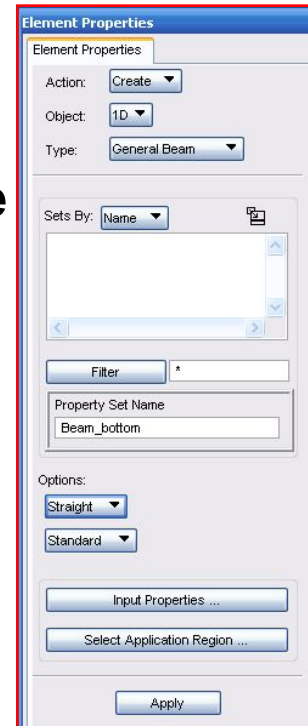 Element Properties
Element Properties
Action: Create
Object: 1D
Type: General Beam
e
Sets By: Name
Filter *
Property Set Name
Beam_bottom
Options:
Straight
Standard
Input Properties ...
Select Application Region ...
Apply